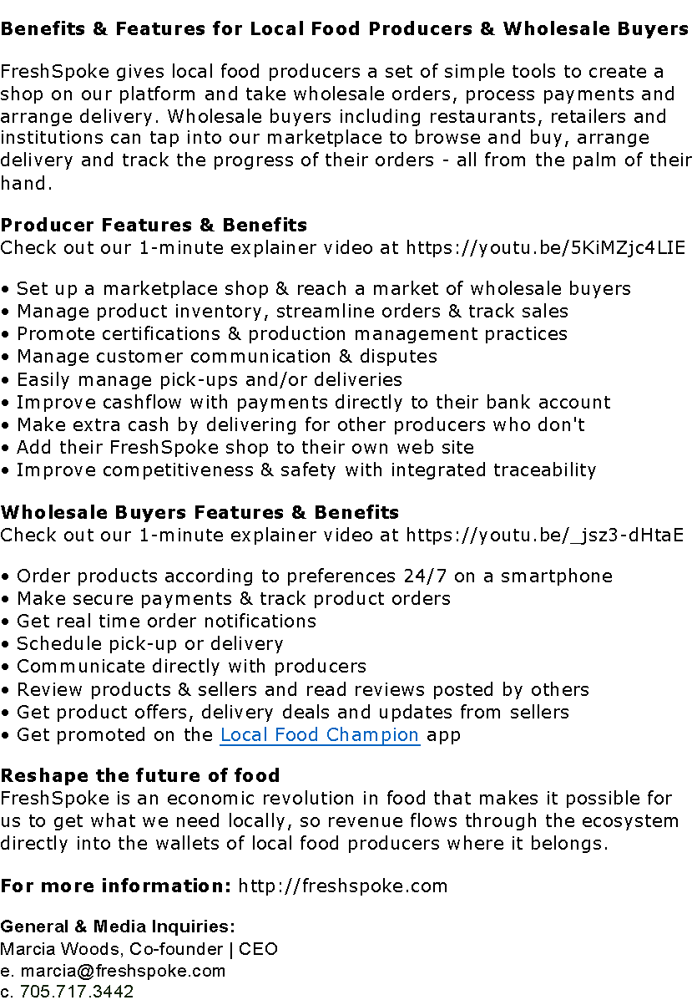 Benefits & Features for Local Food Producers & Wholesale Buyers
FreshSpoke gives local food producers a set of simple tools to create a
shop on our platform and take wholesale orders, process payments and
arrange delivery. Wholesale buyers including restaurants, retailers and
institutions can tap into our marketplace to browse and buy, arrange
delivery and track the progress of their orders - all from the palm of their
hand.
Producer Features & Benefits
Check out our 1-minute explainer video at https://youtu.be/5KiMZjc4LIE
• Set up a marketplace shop & reach a market of wholesale buyers
• Manage product inventory, streamline orders & track sales
• Promote certifications & production management practices
• Manage customer communication & disputes
• Easily manage pick-ups and/or deliveries
• Improve cashflow with payments directly to their bank account
• Make extra cash by delivering for other producers who don't
• Add their FreshSpoke shop to their own web site
• Improve competitiveness & safety with integrated traceability
Wholesale Buyers Features & Benefits
Check out our 1-minute explainer video at https://youtu.be/_jsz3-dHtaE
• Order products according to preferences 24/7 on a smartphone
• Make secure payments & track product orders
• Get real time order notifications
• Schedule pick-up or delivery
• Communicate directly with producers
• Review products & sellers and read reviews posted by others
• Get product offers, delivery deals and updates from sellers
• Get promoted on the Local Food Champion app
Reshape the future of food
FreshSpoke is an economic revolution in food that makes it possible for
us to get what we need locally, so revenue flows through the ecosystem
directly into the wallets of local food producers where it belongs.
For more information: http://freshspoke.com
General & Media Inquiries:
Marcia Woods, Co-founder | CEO
e. marcia@freshspoke.com
c. 705.717.3442